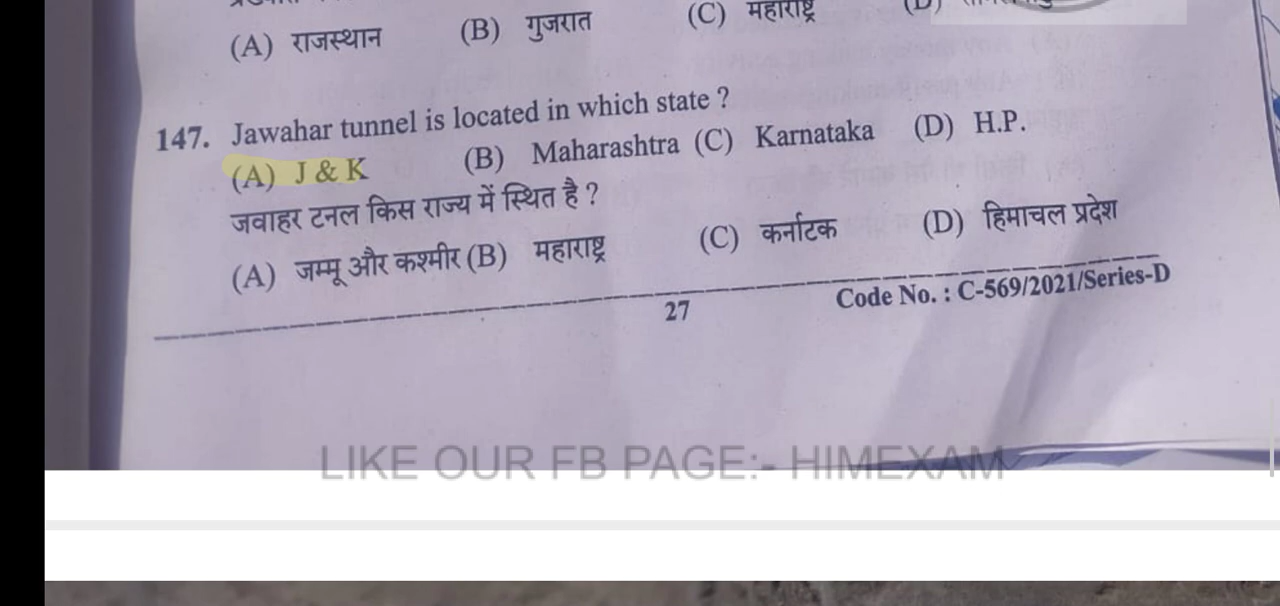 (A) राजस्थान (B) गुजरात (C) महाराष्ट्र (D)
147. Jawahar tunnel is located in which state ?
(A) J & K (B) Maharashtra (C) Karnataka (D) H.P.
जवाहर टनल किस राज्य में स्थित है ?
(A) जम्मू और कश्मीर (B) महाराष्ट्र (C) कर्नाटक (D) हिमाचल प्रदेश
27 Code No. : C-569/2021/Series-D
LIKE OUR FB PAGE:- HIMEXAM